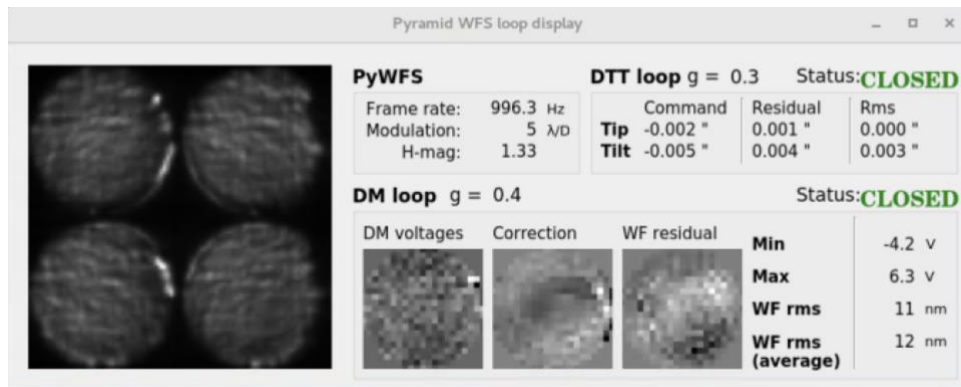 Pyramid WFS loop display
PyWFS
Frame rate: 996.3 Hz
Modulation: 5 λ/D
H-mag: 1.33
DTT loop g = 0.3 Status:CLOSED
Command Residual Rms
Tip -0.002 " 0.001 " 0.000 "
Tilt -0.005 " 0.004 " 0.003 "
DM loop g = 0.4 Status:CLOSED
DM voltages Correction WF residual
Min -4.2 V
Max 6.3 V
WF rms 11 nm
WF rms 12 nm
(average)